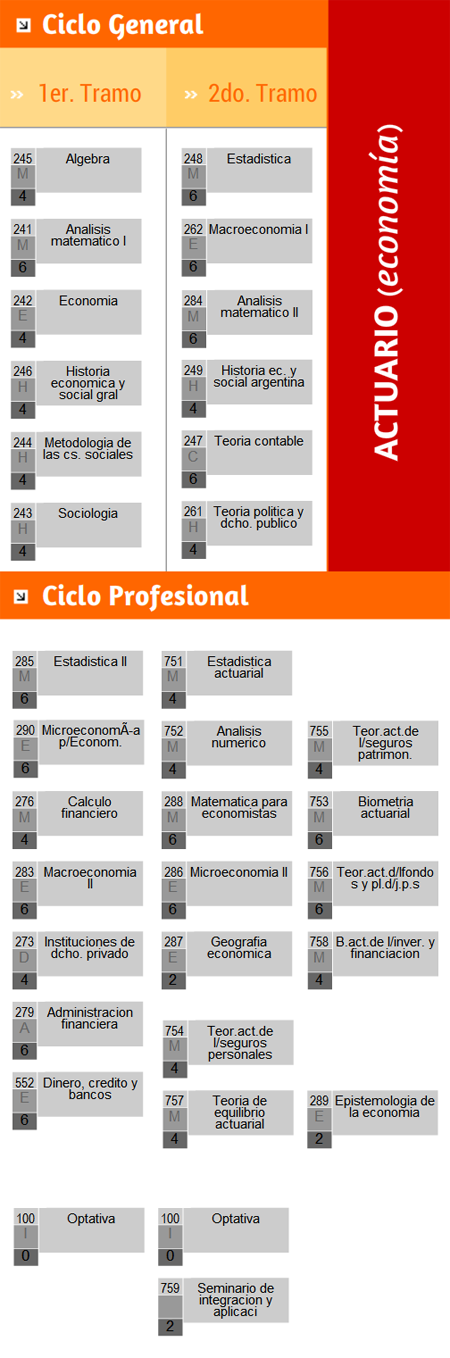 Ciclo General
» 1er. Tramo
» 2do. Tramo
ACTUARIO (economía)
245
M
4
Algebra
248
M
6
Estadistica
241
M
6
Analisis
matematico I
262
E
6
Macroeconomia I
242
E
4
Economia
284
M
6
Analisis
matematico II
246
H
4
Historia
economica y
social gral
249
H
4
Historia ec. y
social argentina
244
H
4
Metodologia de
las cs. sociales
247
C
6
Teoria contable
243
H
4
Sociologia
261
H
4
Teoria politica y
dcho. publico
Ciclo Profesional
285
M
6
Estadistica II
751
M
4
Estadistica
actuarial
290
E
6
MicroeconomÃ-a
p/Econom.
752
M
4
Analisis
numerico
755
M
4
Teor.act.de
l/seguros
patrimon.
276
M
4
Calculo
financiero
288
M
6
Matematica para
economistas
753
M
6
Biometria
actuarial
283
E
6
Macroeconomia
II
286
E
6
Microeconomia II
756
M
6
Teor.act.d/lfondo
s y pl.d/j.p.s
273
D
4
Instituciones de
dcho. privado
287
E
2
Geografia
economica
758
M
4
B.act.de l/inver. y
financiacion
279
A
6
Administracion
financiera
754
M
4
Teor.act.de
l/seguros
personales
552
E
6
Dinero, credito y
bancos
757
M
4
Teoria de
equilibrio
actuarial
289
E
2
Epistemologia de
la economia
100
I
0
Optativa
100
I
0
Optativa
759
2
Seminario de
integracion y
aplicaci